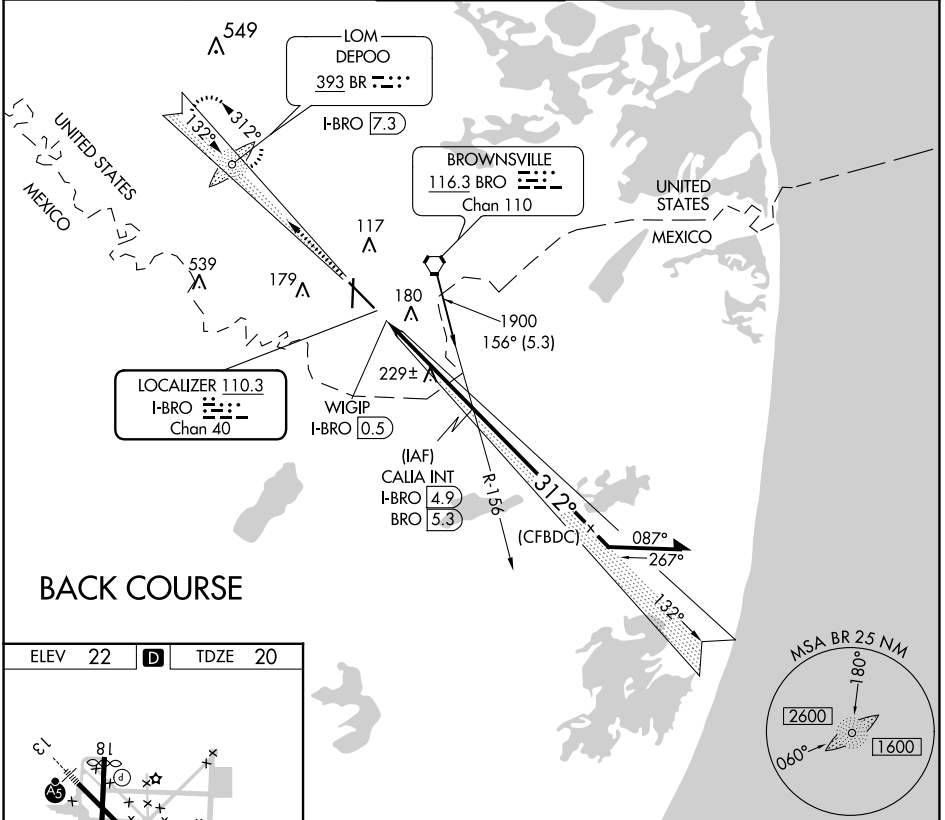 549
LOM
DEPOO
393 BR
I-BRO 7.3
312°
132°
UNITED STATES
MEXICO
BROWNSVILLE
116.3 BRO
Chan 110
UNITED
STATES
MEXICO
117
539
179
180
1900
156° (5.3)
229±
LOCALIZER 110.3
I-BRO
Chan 40
WIGIP
I-BRO 0.5
(IAF)
CALIA INT
I-BRO 4.9
BRO 5.3
R-156
312°
(CFBDC)
087°
267°
132°
BACK COURSE
MSA BR 25 NM
180°
2600
1600
060°
ELEV 22 D TDZE 20
13
18
P
A5